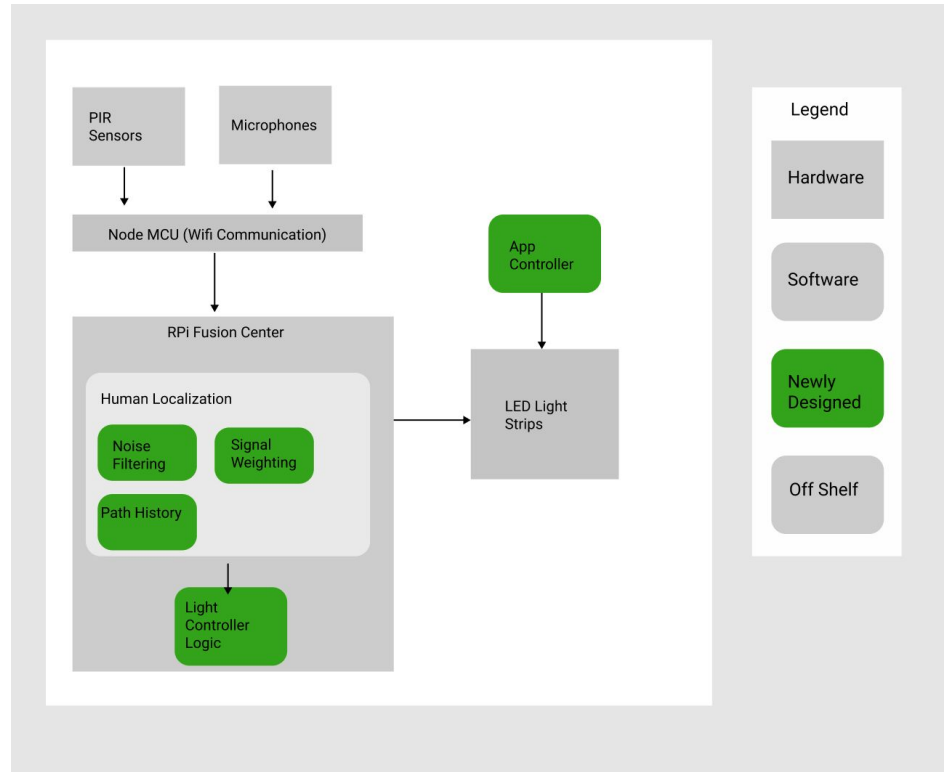 PIR
Sensors
Microphones
Node MCU (Wifi Communication)
App
Controller
RPi Fusion Center
Human Localization
Noise
Filtering
Signal
Weighting
Path History
Light
Controller
Logic
LED Light
Strips
Legend
Hardware
Software
Newly
Designed
Off Shelf